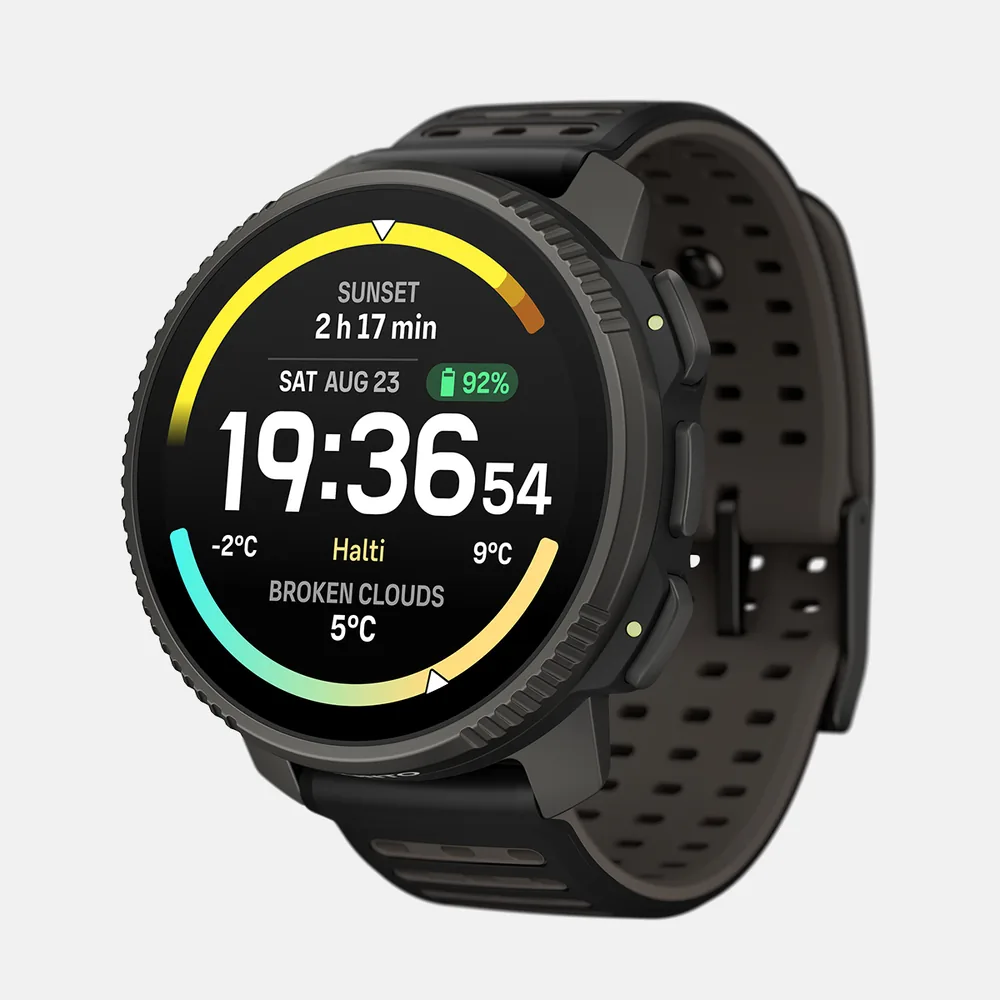 SUNSET
2 h 17 min
SAT AUG 23 92%
19:36 54
-2°C Halti 9°C
BROKEN CLOUDS
5°C